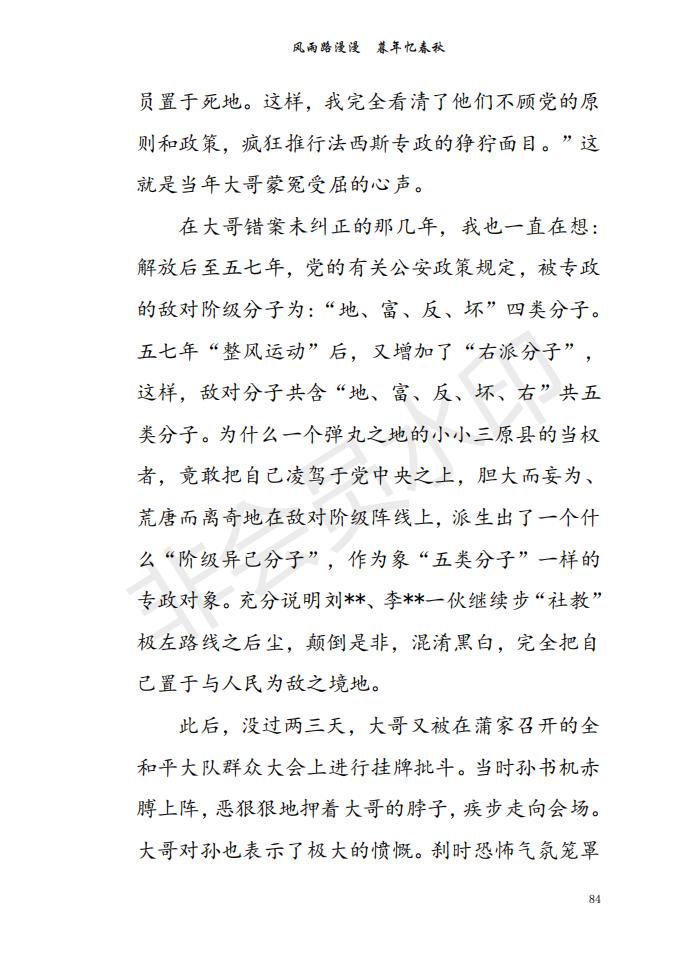 风雨路漫漫　暮年忆春秋
员置于死地。这样，我完全看清了他们不顾党的原
则和政策，疯狂推行法西斯专政的狰狞面目。”这
就是当年大哥蒙冤受屈的心声。
在大哥错案未纠正的那几年，我也一直在想：
解放后至五七年，党的有关公安政策规定，被专政
的敌对阶级分子为：“地、富、反、坏”四类分子。
五七年“整风运动”后，又增加了“右派分子”，
这样，敌对分子共含“地、富、反、坏、右”共五
类分子。为什么一个弹丸之地的小小三原县的当权
者，竟敢把自己凌驾于党中央之上，胆大而妄为、
荒唐而离奇地在敌对阶级阵线上，派生出了一个什
么“阶级异己分子”，作为象“五类分子”一样的
专政对象。充分说明刘**、李**一伙继续步“社教”
极左路线之后尘，颠倒是非，混淆黑白，完全把自
己置于与人民为敌之境地。
此后，没过两三天，大哥又被在蒲家召开的全
和平大队群众大会上进行挂牌批斗。当时孙书机赤
膊上阵，恶狠狠地押着大哥的脖子，疾步走向会场。
大哥对孙也表示了极大的愤慨。刹时恐怖气氛笼罩
84
非会员水印